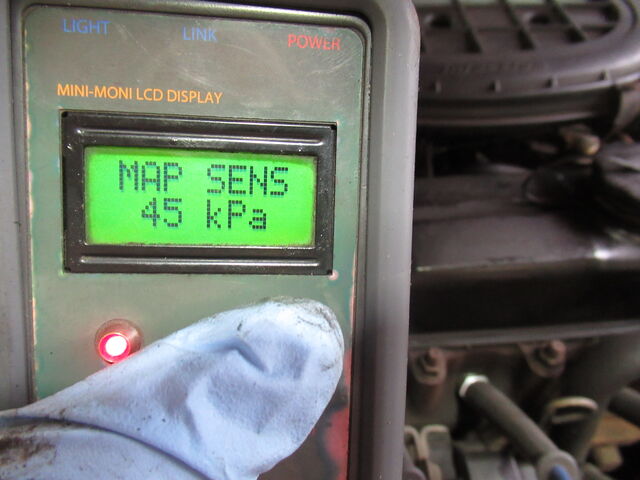 LIGHT LINK POWER
MINI-MONI LCD DISPLAY
MAP SENS
45 kPa